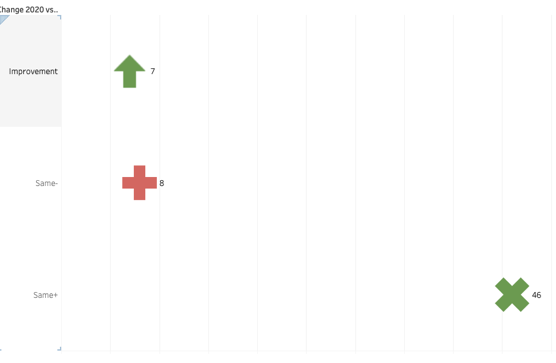 Change 2020 vs..
Improvement
7
Same-
8
Same+
46